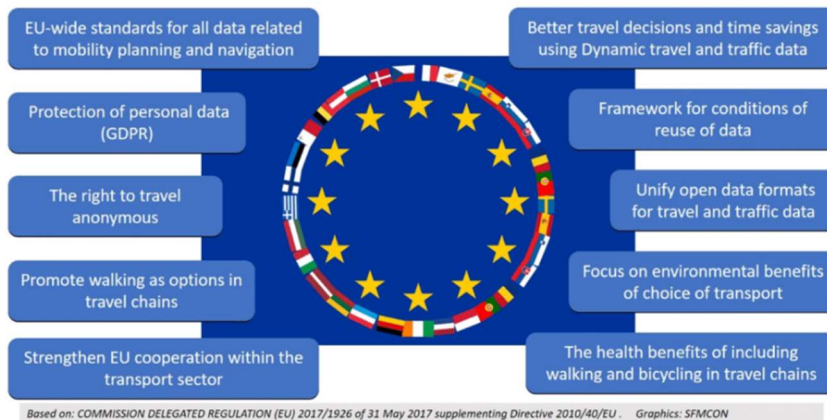 EU-wide standards for all data related
to mobility planning and navigation
Protection of personal data
(GDPR)
The right to travel
anonymous
Promote walking as options in
travel chains
Strengthen EU cooperation within the
transport sector
Better travel decisions and time savings
using Dynamic travel and traffic data
Framework for conditions of
reuse of data
Unify open data formats
for travel and traffic data
Focus on environmental benefits
of choice of transport
The health benefits of including
walking and bicycling in travel chains
Based on: COMMISSION DELEGATED REGULATION (EU) 2017/1926 of 31 May 2017 supplementing Directive 2010/40/EU . Graphics: SFMCON